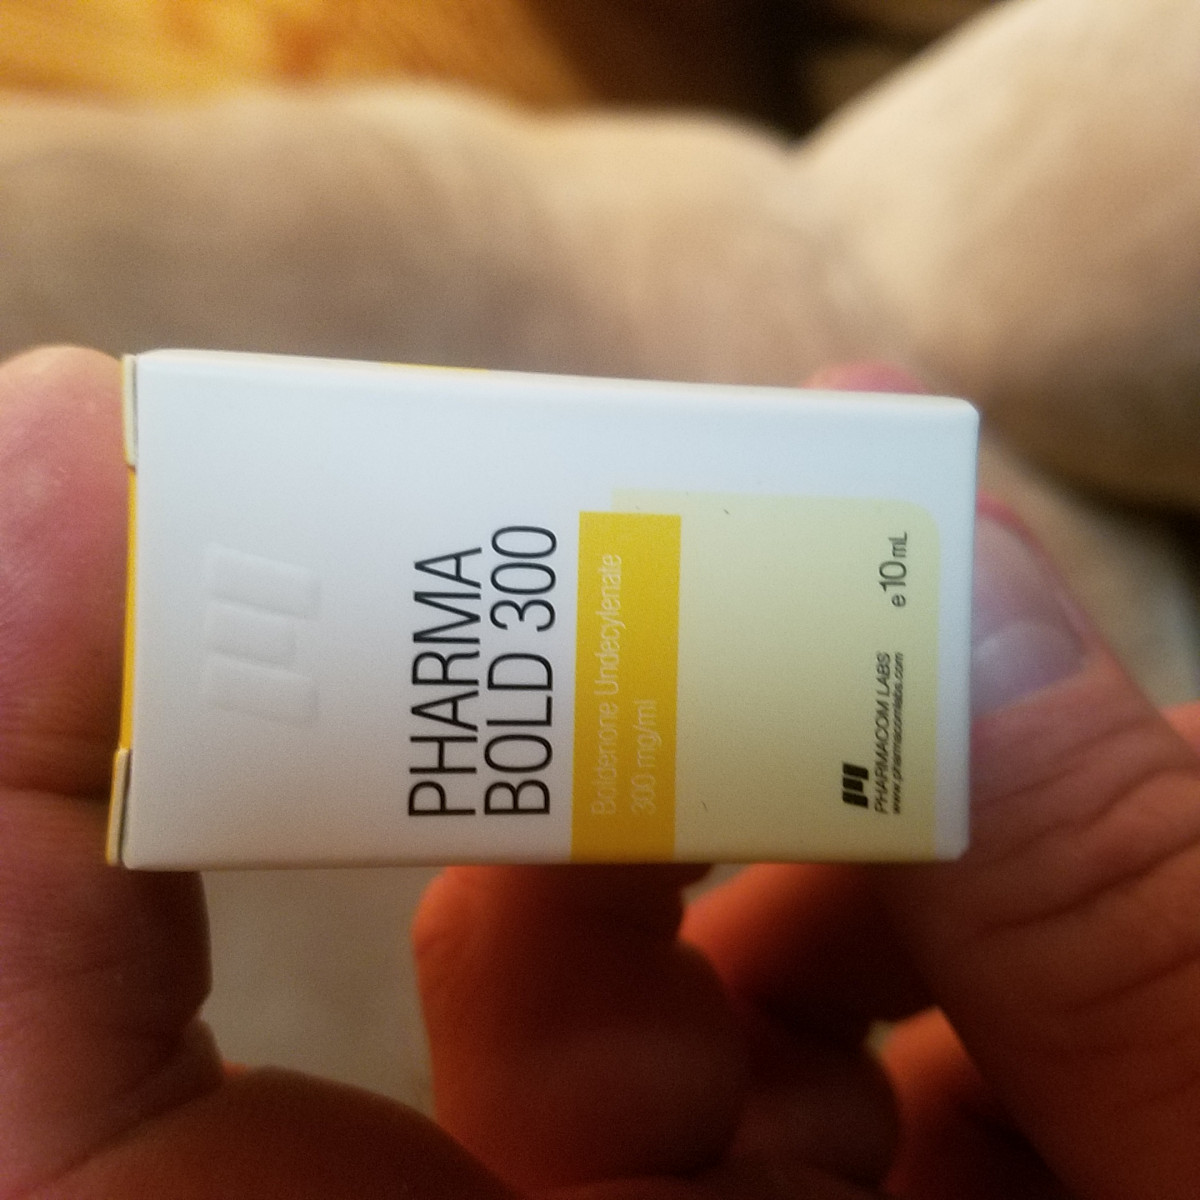 PHARMA
BOLD 300
Boldenone Undecylenate
300 mg/ml
PHARMACOM LABS
www.pharmacomlabs.com
e 10 mL